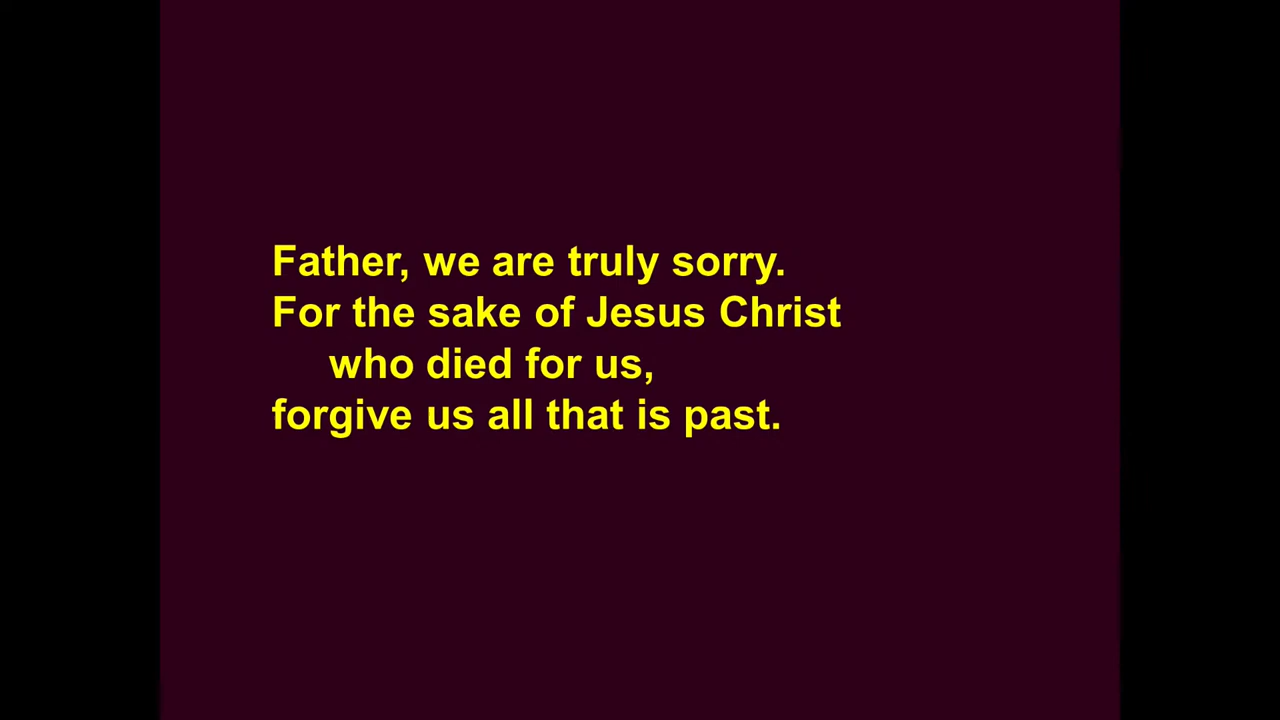 Father, we are truly sorry.
For the sake of Jesus Christ
who died for us,
forgive us all that is past.